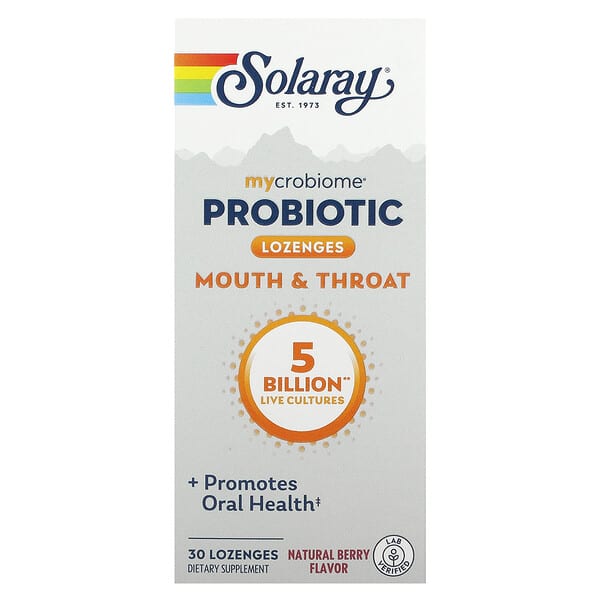 Solaray®
EST. 1973
mycrobiome®
PROBIOTIC
LOZENGES
MOUTH & THROAT
5
BILLION**
LIVE CULTURES
+ Promotes
Oral Health‡
30 LOZENGES
DIETARY SUPPLEMENT
NATURAL BERRY
FLAVOR
LAB
VERIFIED